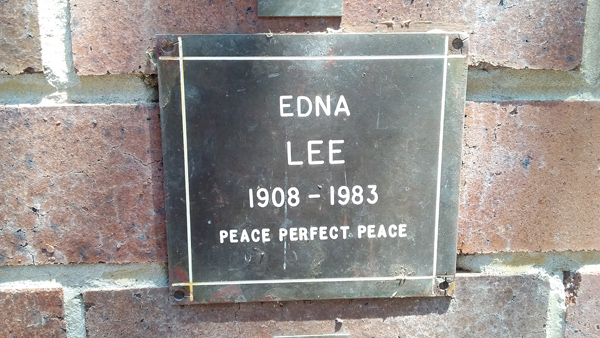 EDNA
LEE
1908 - 1983
PEACE PERFECT PEACE